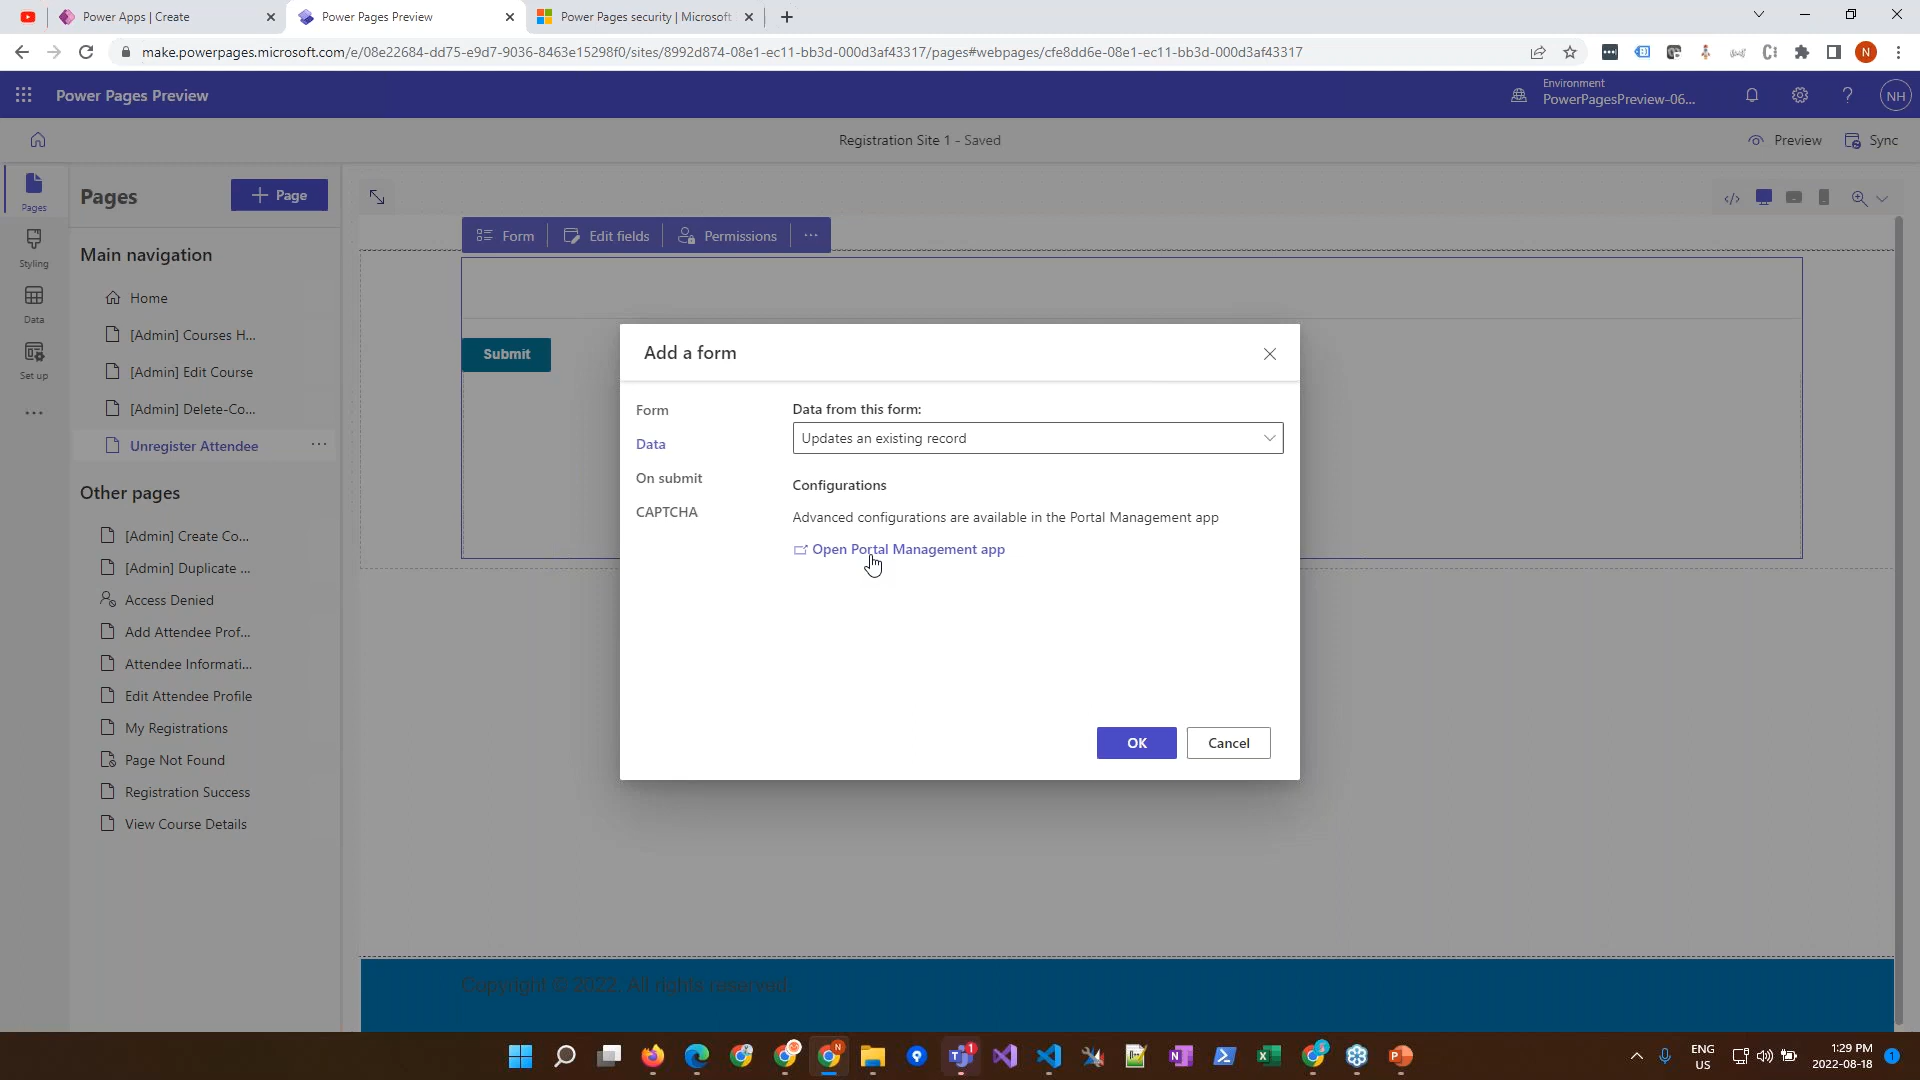 Power Apps | Create
Power Pages Preview
Power Pages security | Microsoft
make.powerpages.microsoft.com/e/08e22684-dd75-e9d7-9036-8463e15298f0/sites/8992d874-08e1-ec11-bb3d-000d3af43317/pages#webpages/cfe8dd6e-08e1-ec11-bb3d-000d3af43317
N
Power Pages Preview
Environment
PowerPagesPreview-06...
NH
Registration Site 1 - Saved
Preview
Sync
Pages
Styling
Data
Set up
Pages
Page
Main navigation
Home
[Admin] Courses H...
[Admin] Edit Course
[Admin] Delete-Co...
Unregister Attendee
Other pages
[Admin] Create Co...
[Admin] Duplicate ...
Access Denied
Add Attendee Prof...
Attendee Informati...
Edit Attendee Profile
My Registrations
Page Not Found
Registration Success
View Course Details
Form
Edit fields
Permissions
Submit
Add a form
Form
Data
On submit
CAPTCHA
Data from this form:
Updates an existing record
Configurations
Advanced configurations are available in the Portal Management app
Open Portal Management app
OK
Cancel
Copyright © 2022. All rights reserved.
ENG
US
1:29 PM
2022-08-18
1